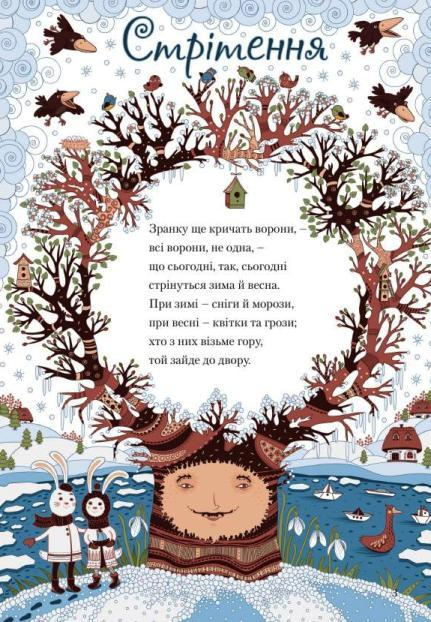 Стрітення
Зранку ще кричать ворони, –
всі ворони, не одна, –
що сьогодні, так, сьогодні
стрінуться зима й весна.
При зимі – сніги й морози,
при весні – квітки та грози;
хто з них візьме гору,
той зайде до двору.